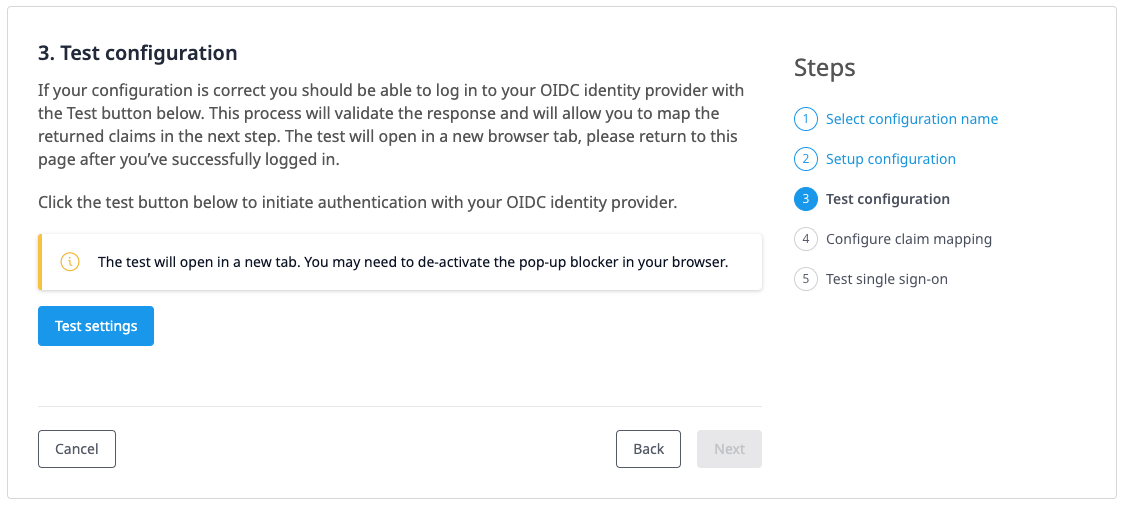 3. Test configuration
If your configuration is correct you should be able to log in to your OIDC identity provider with
the Test button below. This process will validate the response and will allow you to map the
returned claims in the next step. The test will open in a new browser tab, please return to this
page after you’ve successfully logged in.
Click the test button below to initiate authentication with your OIDC identity provider.
The test will open in a new tab. You may need to de-activate the pop-up blocker in your browser.
Test settings
Cancel
Back
Next
Steps
1 Select configuration name
2 Setup configuration
3 Test configuration
4 Configure claim mapping
5 Test single sign-on